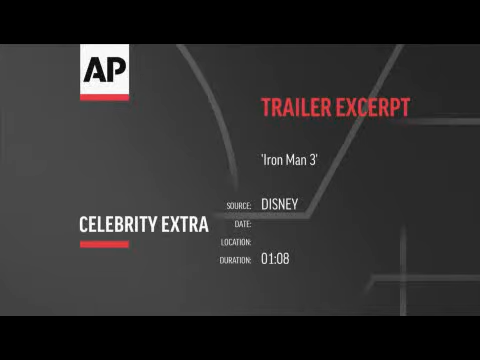 AP
TRAILER EXCERPT
'Iron Man 3'
SOURCE: DISNEY
CELEBRITY EXTRA
DATE:
LOCATION:
DURATION: 01:08